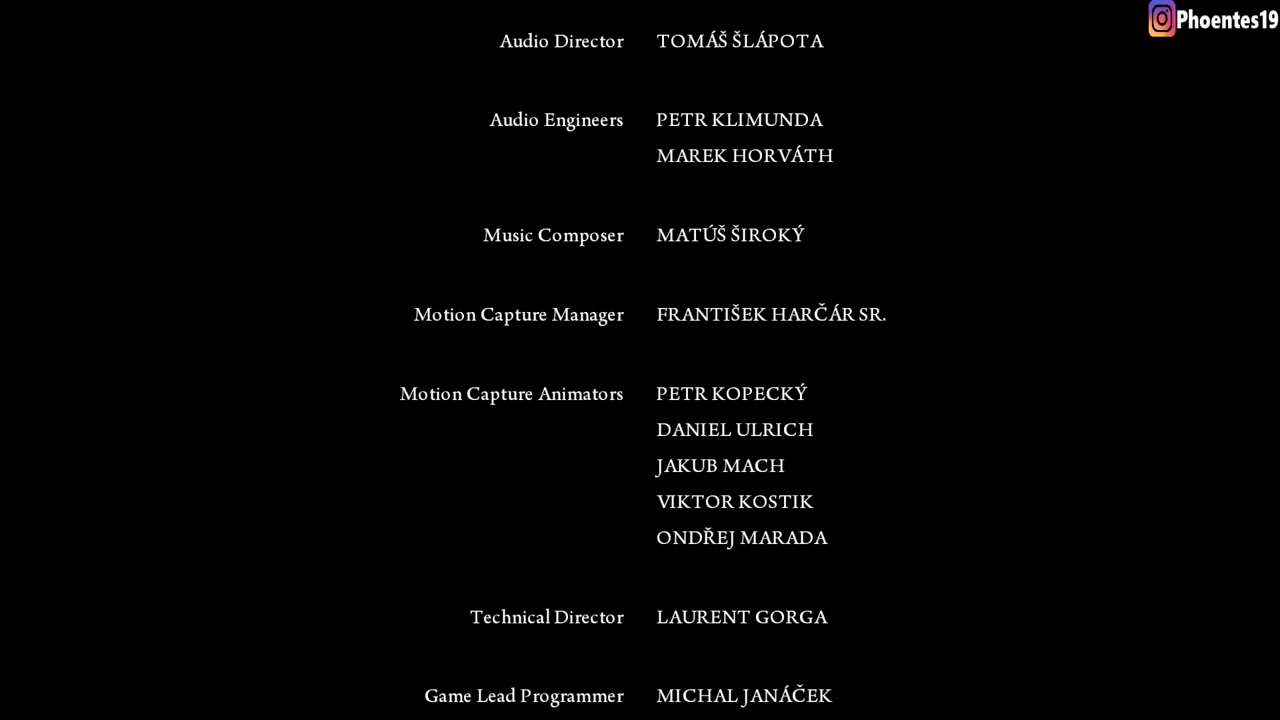 Phoentes19
Audio Director TOMÁŠ ŠLÁPOTA
Audio Engineers PETR KLIMUNDA
MAREK HORVÁTH
Music Composer MATÚŠ ŠIROKÝ
Motion Capture Manager FRANTIŠEK HARČÁR SR.
Motion Capture Animators PETR KOPECKÝ
DANIEL ULRICH
JAKUB MACH
VIKTOR KOSTIK
ONDŘEJ MARADA
Technical Director LAURENT GORGA
Game Lead Programmer MICHAL JANÁČEK